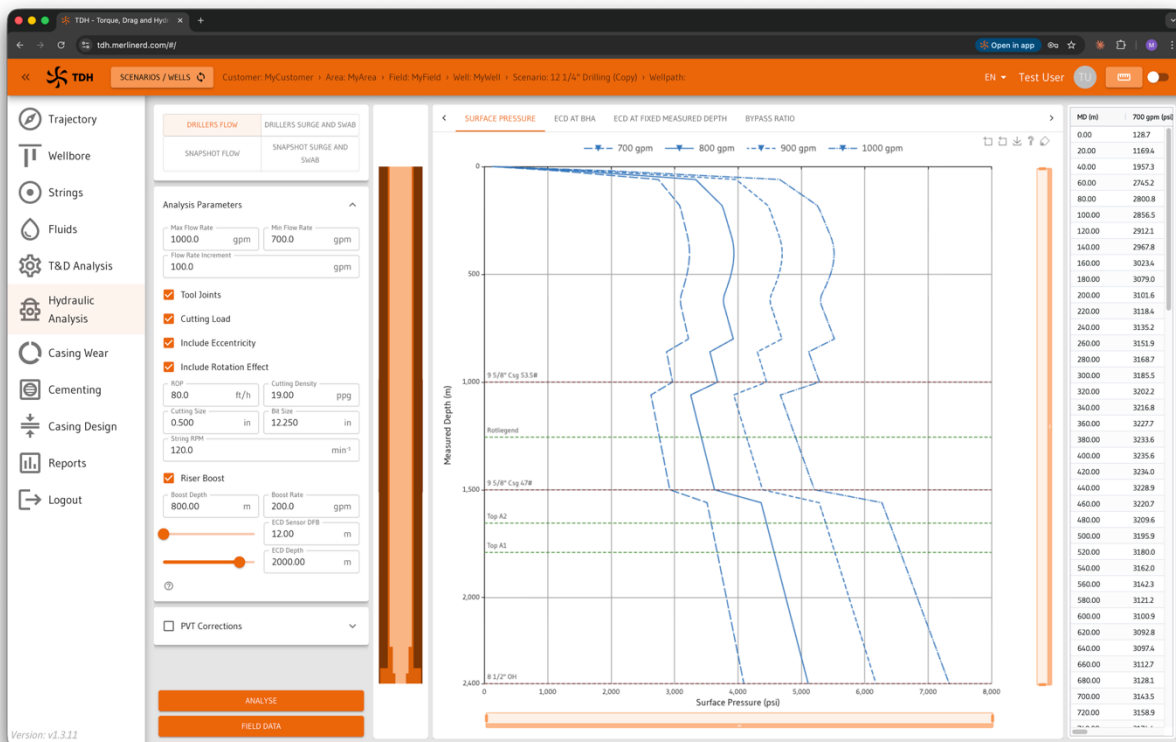 TDH - Torque, Drag and Hydr
tdh.merlinerd.com/#/
Open in app
M
TDH
SCENARIOS / WELLS
Customer: MyCustomer › Area: MyArea › Field: MyField › Well: MyWell › Scenario: 12 1/4" Drilling (Copy) › Wellpath:
EN
Test User
TU
Trajectory
Wellbore
Strings
Fluids
T&D Analysis
Hydraulic
Analysis
Casing Wear
Cementing
Casing Design
Reports
Logout
Version: v1.3.11
DRILLERS FLOW
DRILLERS SURGE AND SWAB
SNAPSHOT FLOW
SNAPSHOT SURGE AND
SWAB
Analysis Parameters
Max Flow Rate
1000.0 gpm
Min Flow Rate
700.0 gpm
Flow Rate Increment
100.0 gpm
Tool Joints
Cutting Load
Include Eccentricity
Include Rotation Effect
ROP
80.0 ft/h
Cutting Density
19.00 ppg
Cutting Size
0.500 in
Bit Size
12.250 in
String RPM
120.0 min-1
Riser Boost
Boost Depth
800.00 m
Boost Rate
200.0 gpm
ECD Sensor DFB
12.00 m
ECD Depth
2000.00 m
PVT Corrections
ANALYSE
FIELD DATA
SURFACE PRESSURE
ECD AT BHA
ECD AT FIXED MEASURED DEPTH
BYPASS RATIO
700 gpm
800 gpm
900 gpm
1000 gpm
Measured Depth (m)
0
500
1,000
1,500
2,000
2,400
9 5/8" Csg 53.5#
Rotliegend
9 5/8" Csg 47#
Top A2
Top A1
8 1/2" OH
0 1,000 2,000 3,000 4,000 5,000 6,000 7,000 8,000
Surface Pressure (psi)
MD (m) 700 gpm (psi)
0.00 128.7
20.00 1169.4
40.00 1957.3
60.00 2745.2
80.00 2800.8
100.00 2856.5
120.00 2912.1
140.00 2967.8
160.00 3023.4
180.00 3079.0
200.00 3101.6
220.00 3118.4
240.00 3135.2
260.00 3151.9
280.00 3168.7
300.00 3185.5
320.00 3202.2
340.00 3216.8
360.00 3227.7
380.00 3233.6
400.00 3235.6
420.00 3234.0
440.00 3228.9
460.00 3220.7
480.00 3209.6
500.00 3195.9
520.00 3180.0
540.00 3162.0
560.00 3142.3
580.00 3121.2
600.00 3100.9
620.00 3092.8
640.00 3097.4
660.00 3112.7
680.00 3128.1
700.00 3143.5
720.00 3158.9